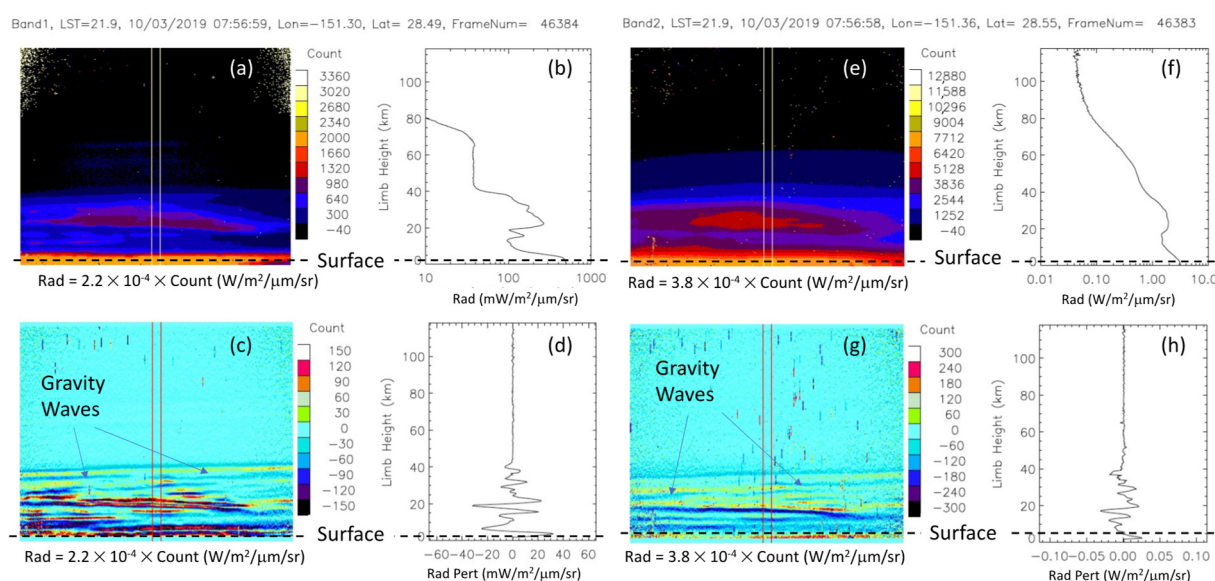 Band1, LST=21.9, 10/03/2019 07:56:59, Lon=-151.30, Lat= 28.49, FrameNum= 46384
Band2, LST=21.9, 10/03/2019 07:56:58, Lon=-151.36, Lat= 28.55, FrameNum= 46383
(a)
Count
3360
3020
2680
2340
2000
1660
1320
980
640
300
-40
Surface
Rad = 2.2 × 10⁻⁴ × Count (W/m²/μm/sr)
(b)
Limb Height (km)
100
80
60
40
20
0
10
100
1000
Rad (mW/m²/μm/sr)
(e)
Count
12880
11588
10296
9004
7712
6420
5128
3836
2544
1252
-40
Surface
Rad = 3.8 × 10⁻⁴ × Count (W/m²/μm/sr)
(f)
Limb Height (km)
100
80
60
40
20
0
0.01
0.10
1.00
10.0
Rad (W/m²/μm/sr)
(c)
Gravity
Waves
Count
150
120
90
60
30
0
-30
-60
-90
-120
-150
Surface
Rad = 2.2 × 10⁻⁴ × Count (W/m²/μm/sr)
(d)
Limb Height (km)
100
80
60
40
20
0
-60
-40
-20
0
20
40
60
Rad Pert (mW/m²/μm/sr)
(g)
Gravity
Waves
Count
300
240
180
120
60
0
-60
-120
-180
-240
-300
Surface
Rad = 3.8 × 10⁻⁴ × Count (W/m²/μm/sr)
(h)
Limb Height (km)
100
80
60
40
20
0
-0.10
-0.05
0.00
0.05
0.10
Rad Pert (W/m²/μm/sr)